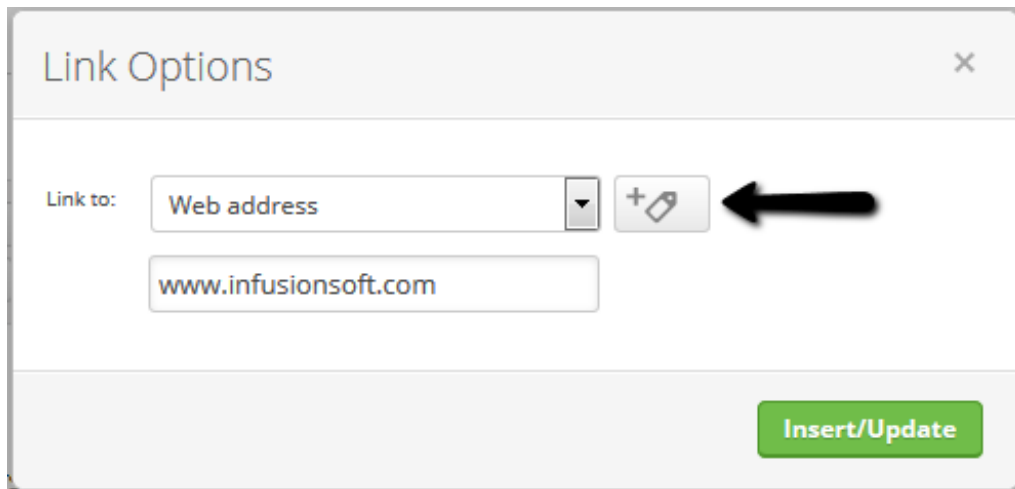 Link Options
Link to:
Web address
www.infusionsoft.com
Insert/Update